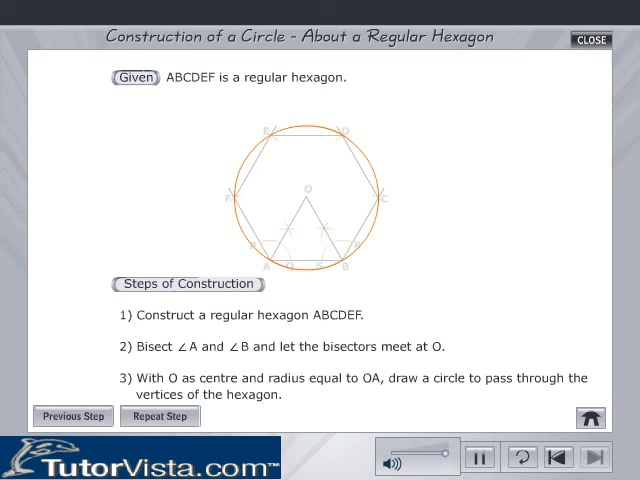 Construction of a Circle - About a Regular Hexagon
CLOSE
Given ABCDEF is a regular hexagon.
E D
O
F C
P R
A Q S B
Steps of Construction
1) Construct a regular hexagon ABCDEF.
2) Bisect ∠A and ∠B and let the bisectors meet at O.
3) With O as centre and radius equal to OA, draw a circle to pass through the
vertices of the hexagon.
Previous Step Repeat Step
TutorVista.com™